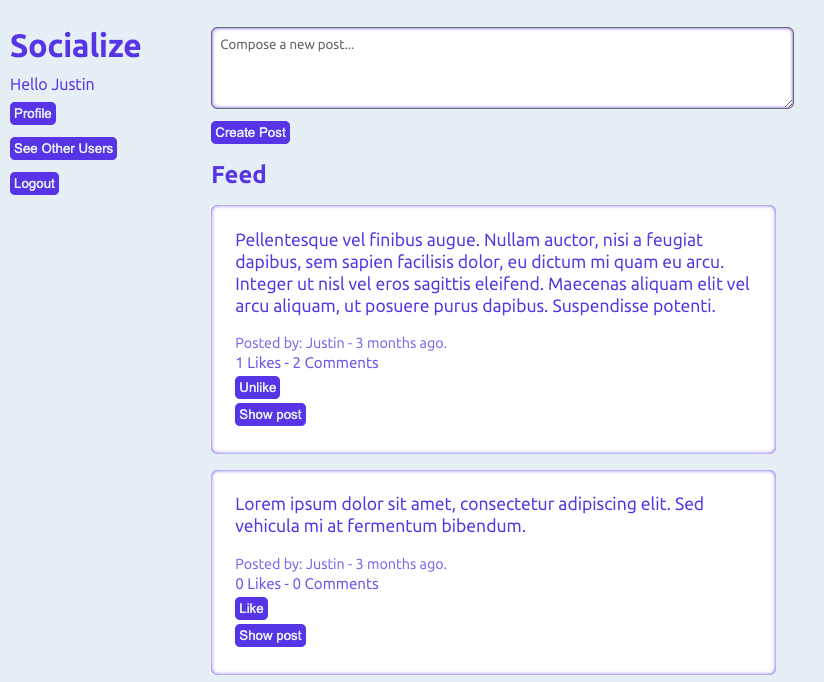 Socialize
Hello Justin
Profile
See Other Users
Logout
Compose a new post...
Create Post
Feed
Pellentesque vel finibus augue. Nullam auctor, nisi a feugiat
dapibus, sem sapien facilisis dolor, eu dictum mi quam eu arcu.
Integer ut nisl vel eros sagittis eleifend. Maecenas aliquam elit vel
arcu aliquam, ut posuere purus dapibus. Suspendisse potenti.
Posted by: Justin - 3 months ago.
1 Likes - 2 Comments
Unlike
Show post
Lorem ipsum dolor sit amet, consectetur adipiscing elit. Sed
vehicula mi at fermentum bibendum.
Posted by: Justin - 3 months ago.
0 Likes - 0 Comments
Like
Show post